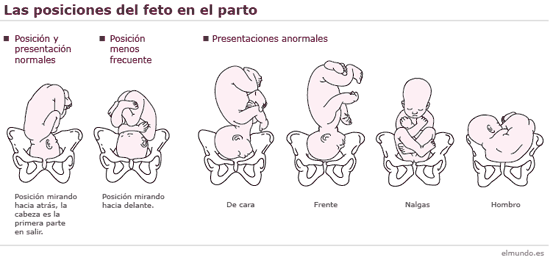 Las posiciones del feto en el parto
Posición y
presentación
normales
Posición
menos
frecuente
Presentaciones anormales
Posición mirando
hacia atrás, la
cabeza es la
primera parte
en salir.
Posición mirando
hacia delante.
De cara
Frente
Nalgas
Hombro
elmundo.es